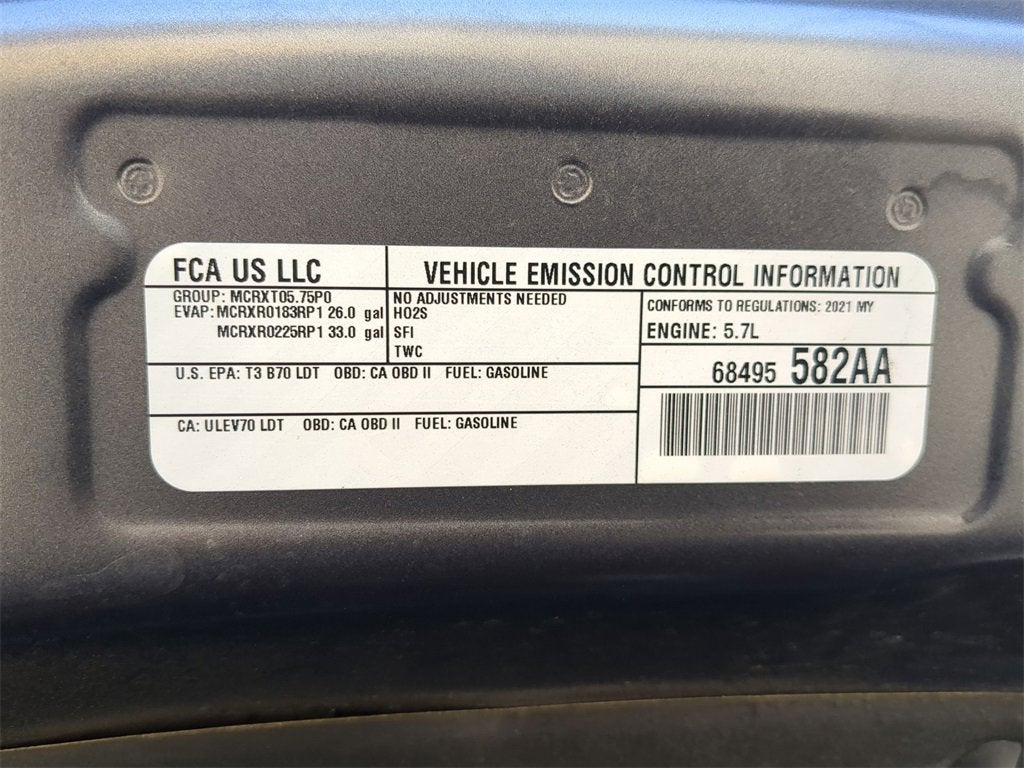 FCA US LLC
VEHICLE EMISSION CONTROL INFORMATION
GROUP: MCRXT05.75P0
EVAP: MCRXR0183RP1 26.0 gal
MCRXR0225RP1 33.0 gal
NO ADJUSTMENTS NEEDED
HO2S
SFI
TWC
CONFORMS TO REGULATIONS: 2021 MY
ENGINE: 5.7L
68495 582AA
U.S. EPA: T3 B70 LDT OBD: CA OBD II FUEL: GASOLINE
CA: ULEV70 LDT OBD: CA OBD II FUEL: GASOLINE